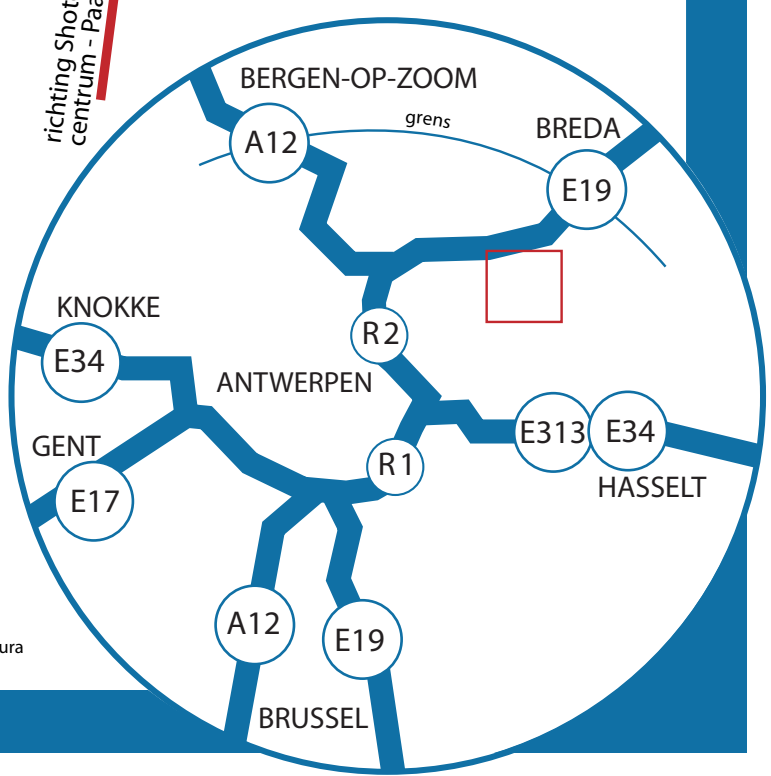 richting Shot
centrum - Paa
BERGEN-OP-ZOOM
grens
BREDA
A12
E19
KNOKKE
R2
E34
ANTWERPEN
E313
E34
GENT
R1
HASSELT
E17
A12
E19
ura
BRUSSEL